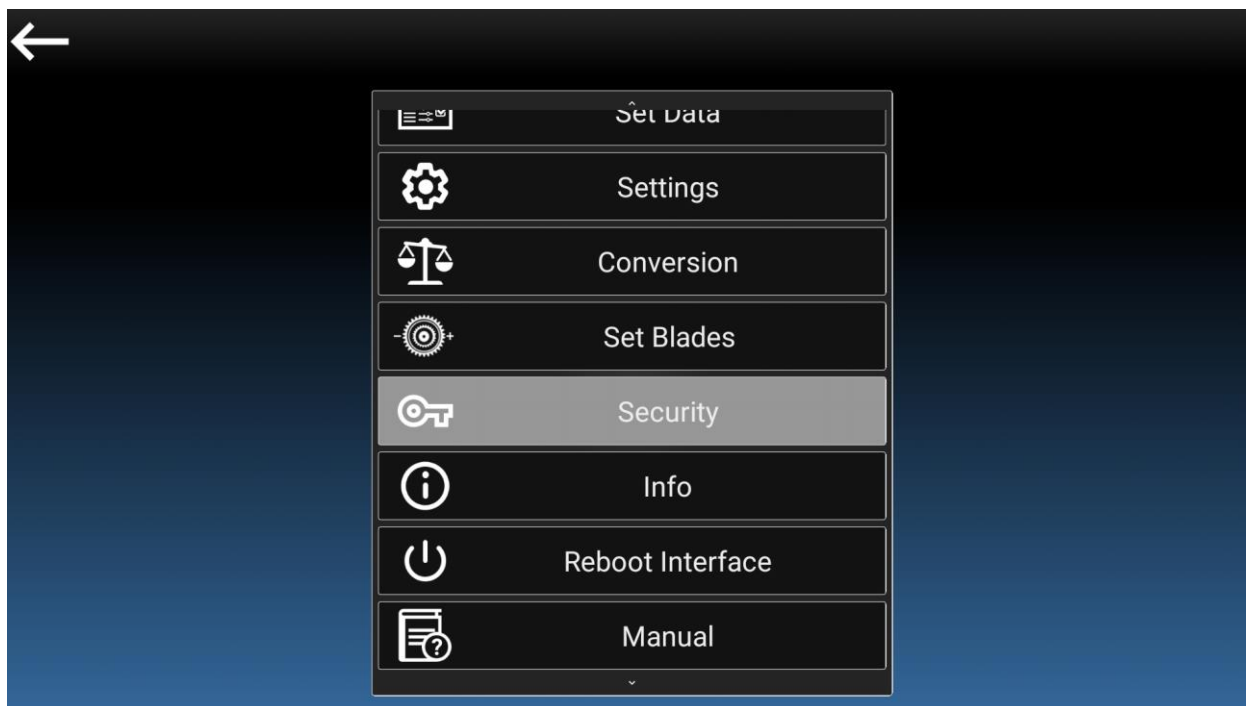 Set Data
Settings
Conversion
Set Blades
Security
Info
Reboot Interface
Manual